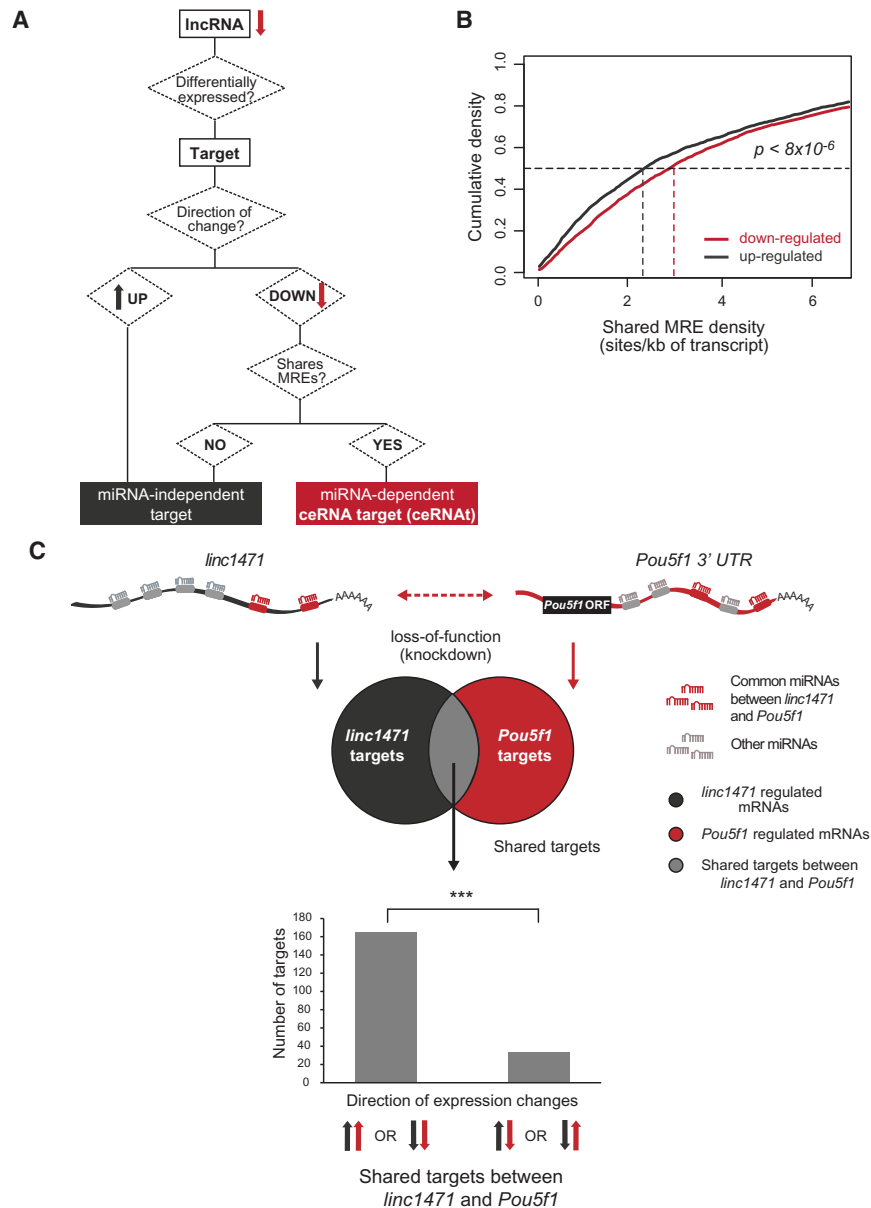 A
lncRNA
Differentially
expressed?
Target
Direction of
change?
UP
DOWN
Shares
MREs?
NO
YES
miRNA-independent
target
miRNA-dependent
ceRNA target (ceRNAt)
B
Cumulative density
1.0
0.8
0.6
0.4
0.2
0.0
p < 8x10-6
down-regulated
up-regulated
0
2
4
6
Shared MRE density
(sites/kb of transcript)
C
linc1471
Pou5f1 3' UTR
AAAAA
Pou5f1 ORF
AAAAA
loss-of-function
(knockdown)
linc1471
targets
Pou5f1
targets
Shared targets
Common miRNAs
between linc1471
and Pou5f1
Other miRNAs
linc1471 regulated
mRNAs
Pou5f1 regulated mRNAs
Shared targets between
linc1471 and Pou5f1
***
Number of targets
180
160
140
120
100
80
60
40
20
0
Direction of expression changes
OR
OR
Shared targets between
linc1471 and Pou5f1